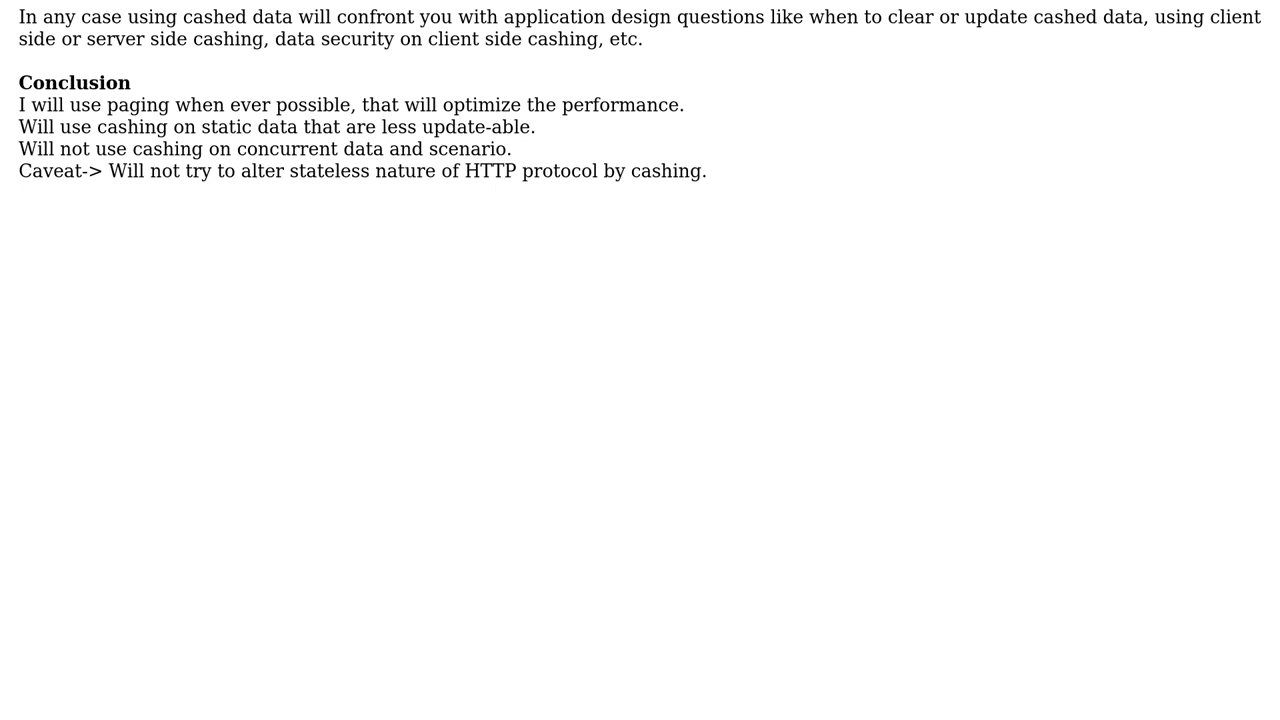 In any case using cashed data will confront you with application design questions like when to clear or update cashed data, using client
side or server side cashing, data security on client side cashing, etc.
Conclusion
I will use paging when ever possible, that will optimize the performance.
Will use cashing on static data that are less update-able.
Will not use cashing on concurrent data and scenario.
Caveat-> Will not try to alter stateless nature of HTTP protocol by cashing.